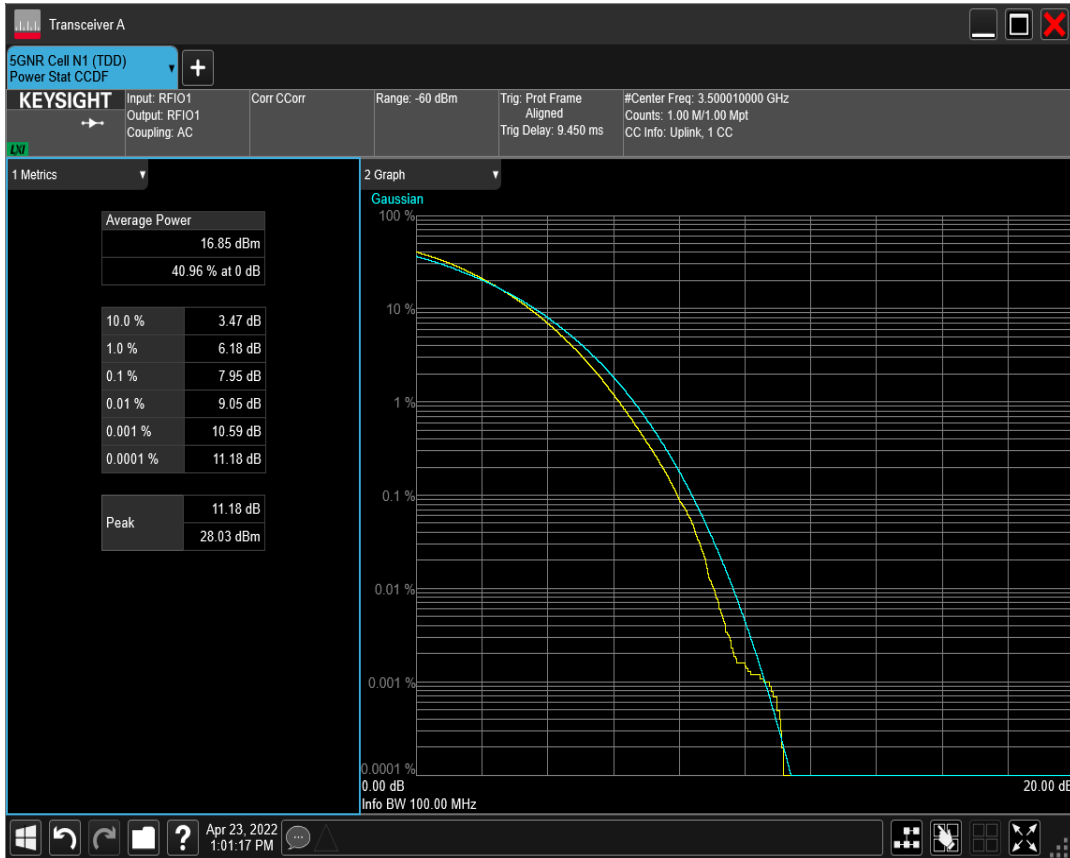 Transceiver A
5GNR Cell N1 (TDD)
Power Stat CCDF
+
KEYSIGHT
LXI
Input: RFIO1
Output: RFIO1
Coupling: AC
Corr CCorr
Range: -60 dBm
Trig: Prot Frame
Aligned
Trig Delay: 9.450 ms
#Center Freq: 3.500010000 GHz
Counts: 1.00 M/1.00 Mpt
CC Info: Uplink, 1 CC
1 Metrics
Average Power
16.85 dBm
40.96 % at 0 dB
10.0 % 3.47 dB
1.0 % 6.18 dB
0.1 % 7.95 dB
0.01 % 9.05 dB
0.001 % 10.59 dB
0.0001 % 11.18 dB
Peak
11.18 dB
28.03 dBm
2 Graph
Gaussian
100 %
10 %
1 %
0.1 %
0.01 %
0.001 %
0.0001 %
0.00 dB 20.00 dB
Info BW 100.00 MHz
?
Apr 23, 2022
1:01:17 PM